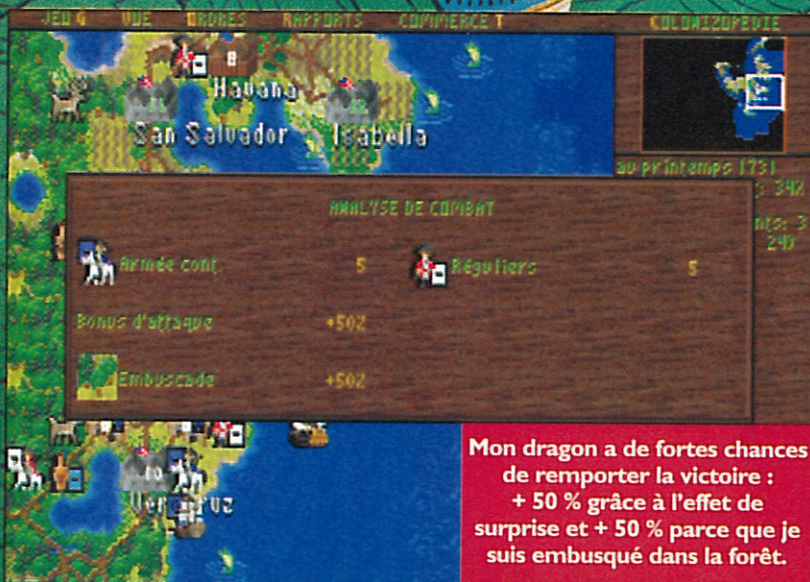 JEU VUE ORDRES RAPPORTS COMMERCE COLONIZOPEDIE
Havana
San Salvador
Isabella
au printemps 1731
34%
nts: 3
24%
ANALYSE DE COMBAT
Armée cont. 5 Réguliers 5
Bonus d'attaque +50%
Embuscade +50%
Mon dragon a de fortes chances
de remporter la victoire :
+ 50 % grâce à l'effet de
surprise et + 50 % parce que je
suis embusqué dans la forêt.